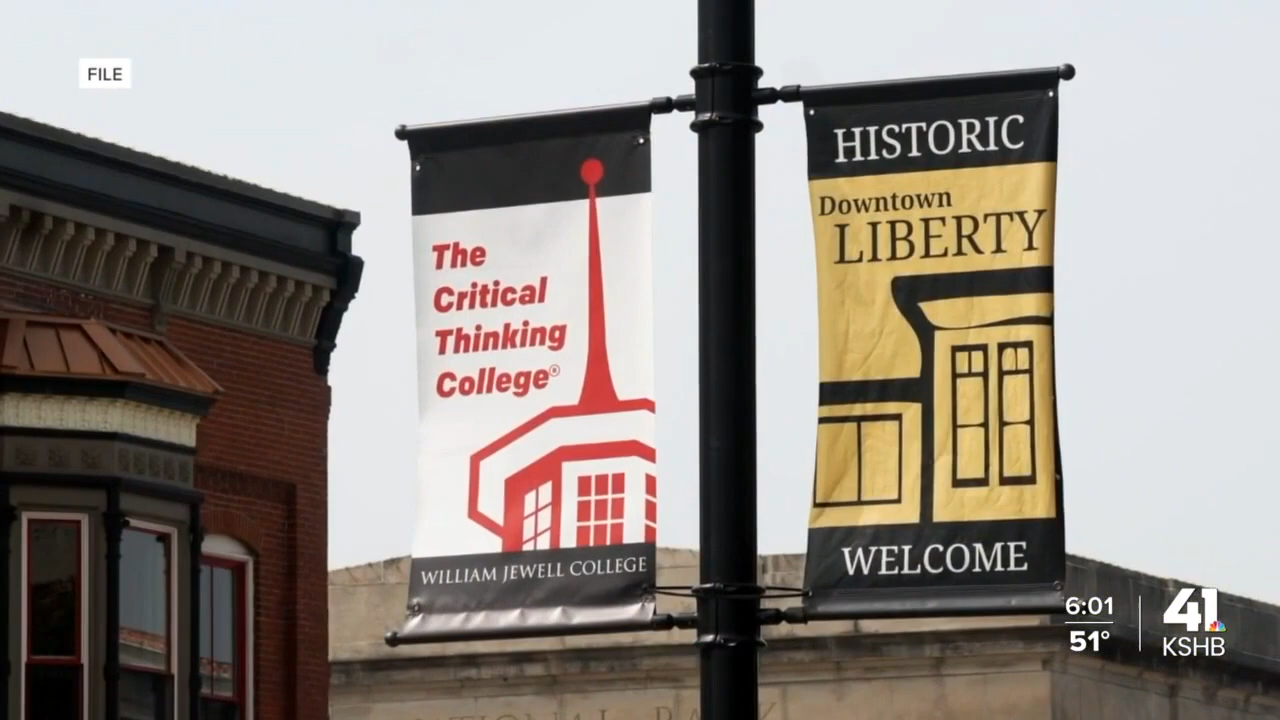 FILE
The
Critical
Thinking
College®
WILLIAM JEWELL COLLEGE
HISTORIC
Downtown
LIBERTY
WELCOME
6:01
51°
41
KSHB